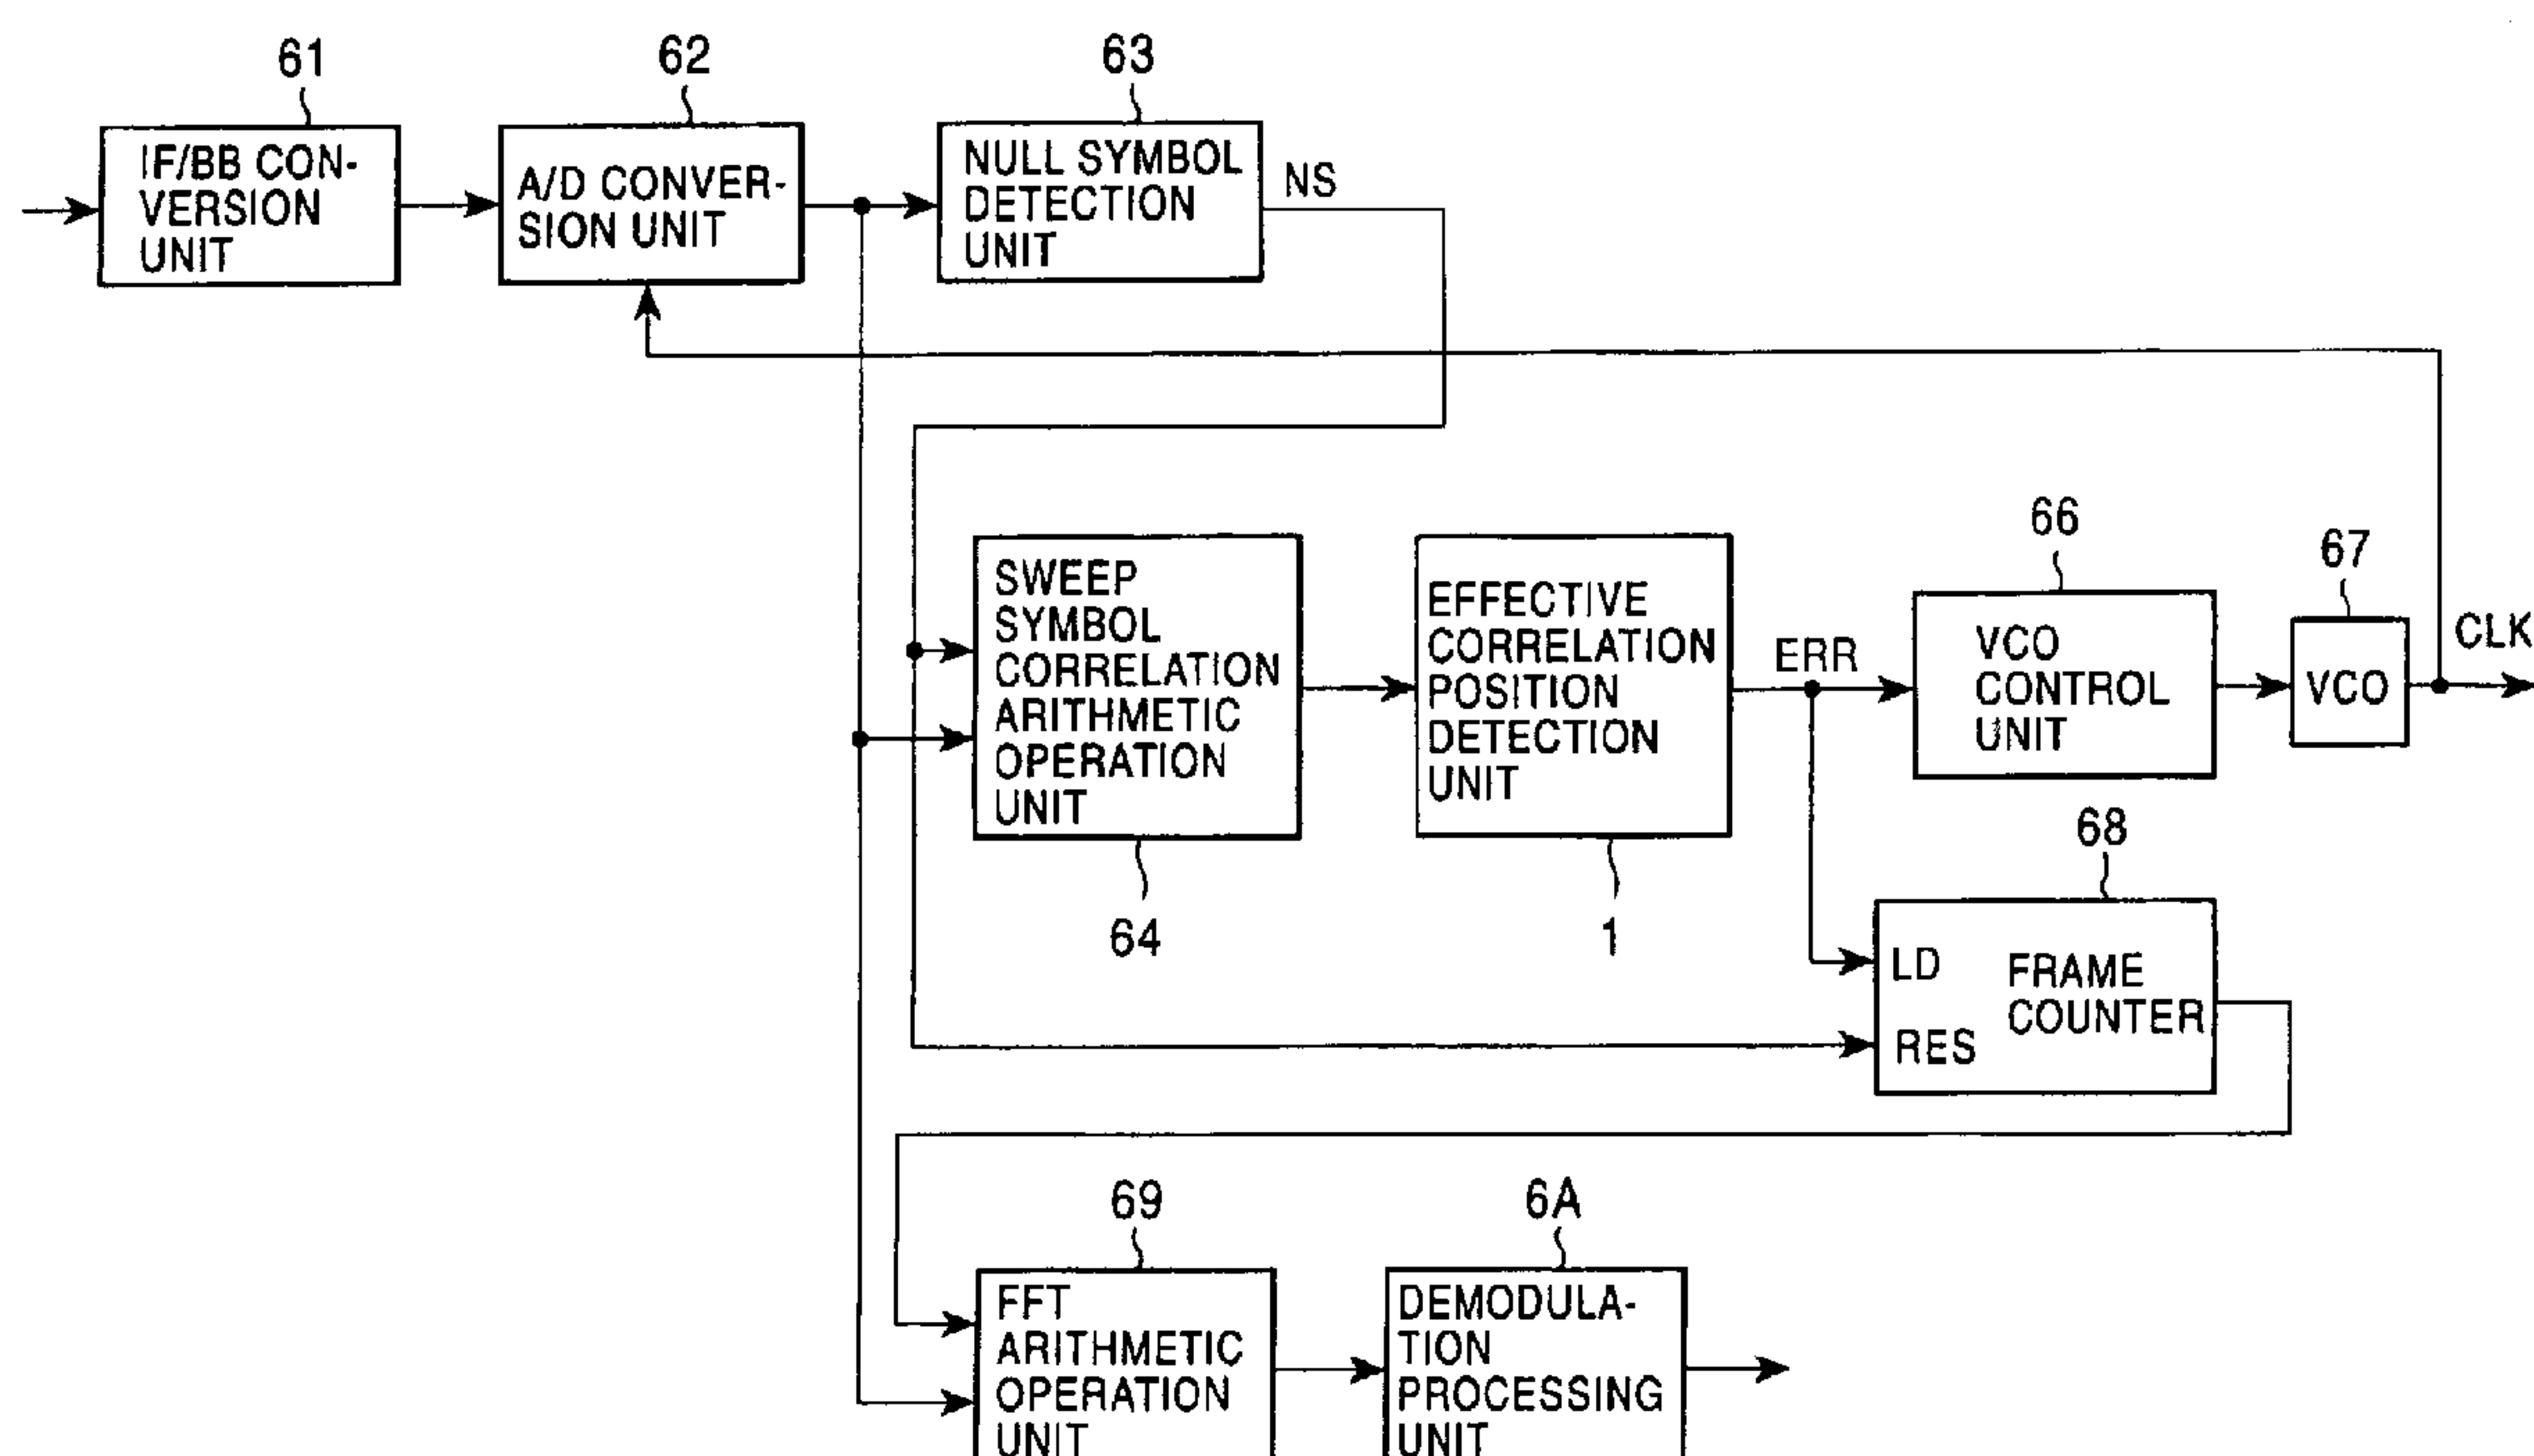 61
62
63
IF/BB CON-
VERSION
UNIT
A/D CONVER-
SION UNIT
NULL SYMBOL
DETECTION
UNIT
NS
66
67
SWEEP
SYMBOL
CORRELATION
ARITHMETIC
OPERATION
UNIT
EFFECTIVE
CORRELATION
POSITION
DETECTION
UNIT
ERR
VCO
CONTROL
UNIT
VCO
CLK
64
1
68
LD
FRAME
COUNTER
RES
69
6A
FFT
ARITHMETIC
OPERATION
UNIT
DEMODULA-
TION
PROCESSING
UNIT